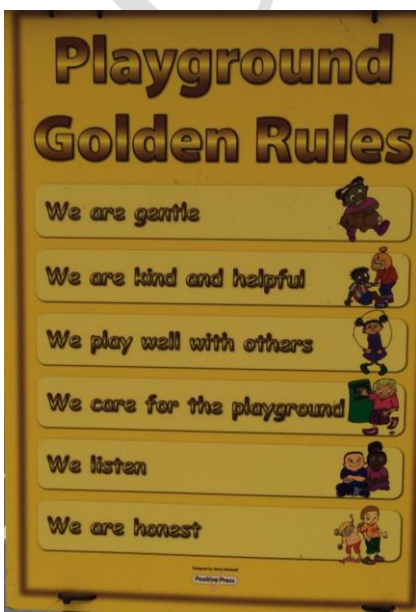 Playground
Golden Rules
We are gentle
We are kind and helpful
We play well with others
We care for the playground
We listen
We are honest
Positive Press